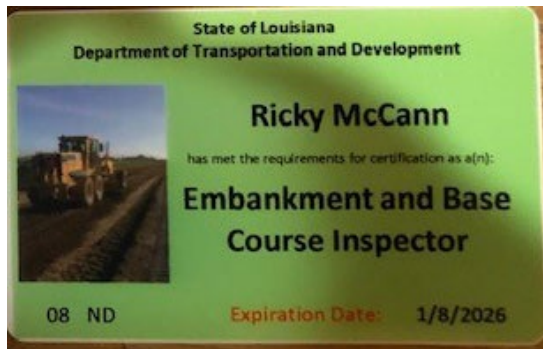 State of Louisiana
Department of Transportation and Development
Ricky McCann
has met the requirements for certification as a(n):
Embankment and Base
Course Inspector
08 ND
Expiration Date: 1/8/2026